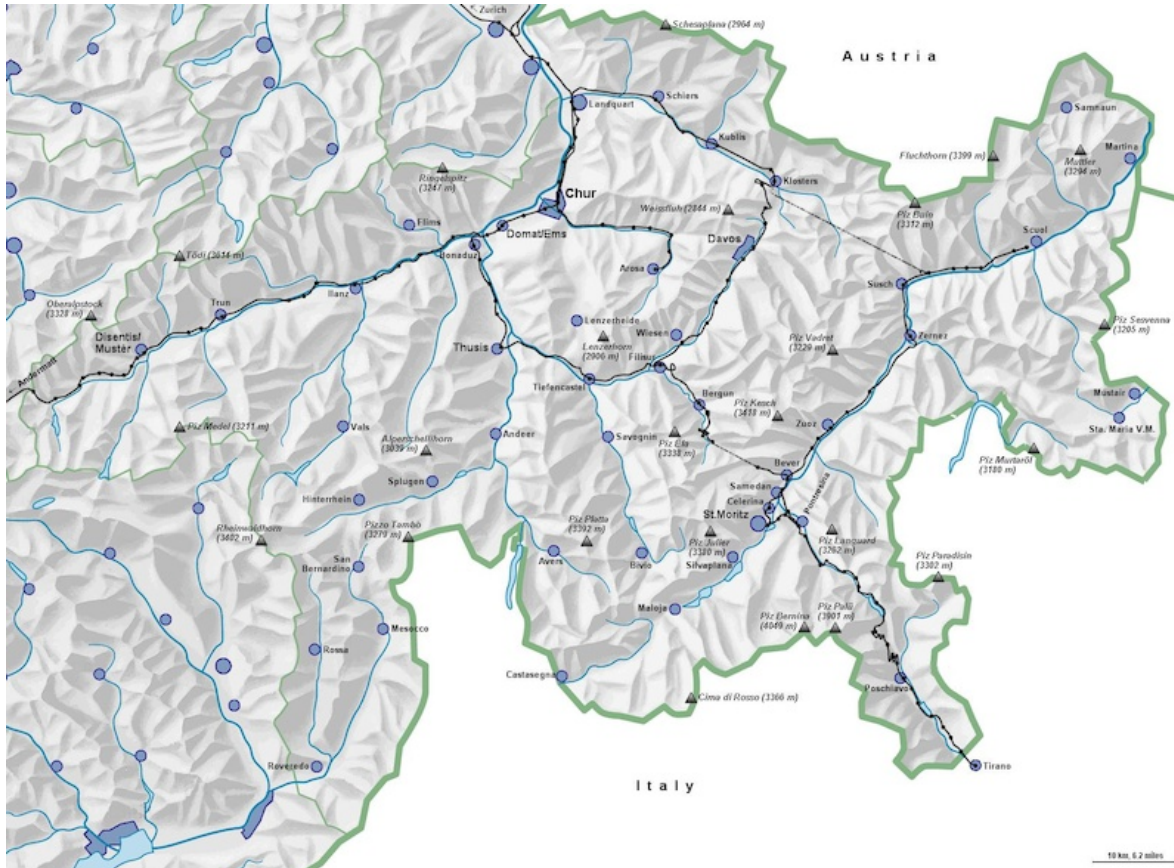 Zurich
Schesaplana (2964 m)
Austria
Landquart
Schiers
Samnaun
Kublis
Fluchthorn (3399 m)
Muttler
(3294 m)
Martina
Ringelspitz
(3247 m)
Klosters
Chur
Weissfluh (2844 m)
Piz Buin
(3312 m)
Flims
Domat/Ems
Davos
Scuol
Bonaduz
Tödi (3614 m)
Arosa
Susch
Ilanz
Oberalpstock
(3328 m)
Trun
Lenzerheide
Wiesen
Piz Sesvenna
(3205 m)
Disentis/
Mustér
Thusis
Lenzerhorn
(2906 m)
Filisur
Piz Vadret
(3229 m)
Zernez
Andermatt
Tiefencastel
Müstair
Bergün
Piz Kesch
(3418 m)
Sta. Maria V.M.
Piz Medel (3211 m)
Vals
Alperschellihorn
(3039 m)
Andeer
Savognin
Piz Ela
(3338 m)
Zuoz
Piz Murtaröl
(3180 m)
Bever
Splugen
Samedan
Hinterrhein
Celerina
Pontresina
St.Moritz
Rheinwaldhorn
(3402 m)
Pizzo Tambò
(3279 m)
Piz Platta
(3392 m)
Piz Julier
(3380 m)
Piz Languard
(3262 m)
San
Bernardino
Avers
Bivio
Silvaplana
Piz Paradisin
(3302 m)
Maloja
Piz Bernina
(4049 m)
Piz Palü
(3901 m)
Mesocco
Rossa
Castasegna
Poschiavo
Cima di Rosso (3366 m)
Roveredo
Tirano
Italy
10 km, 6.2 miles